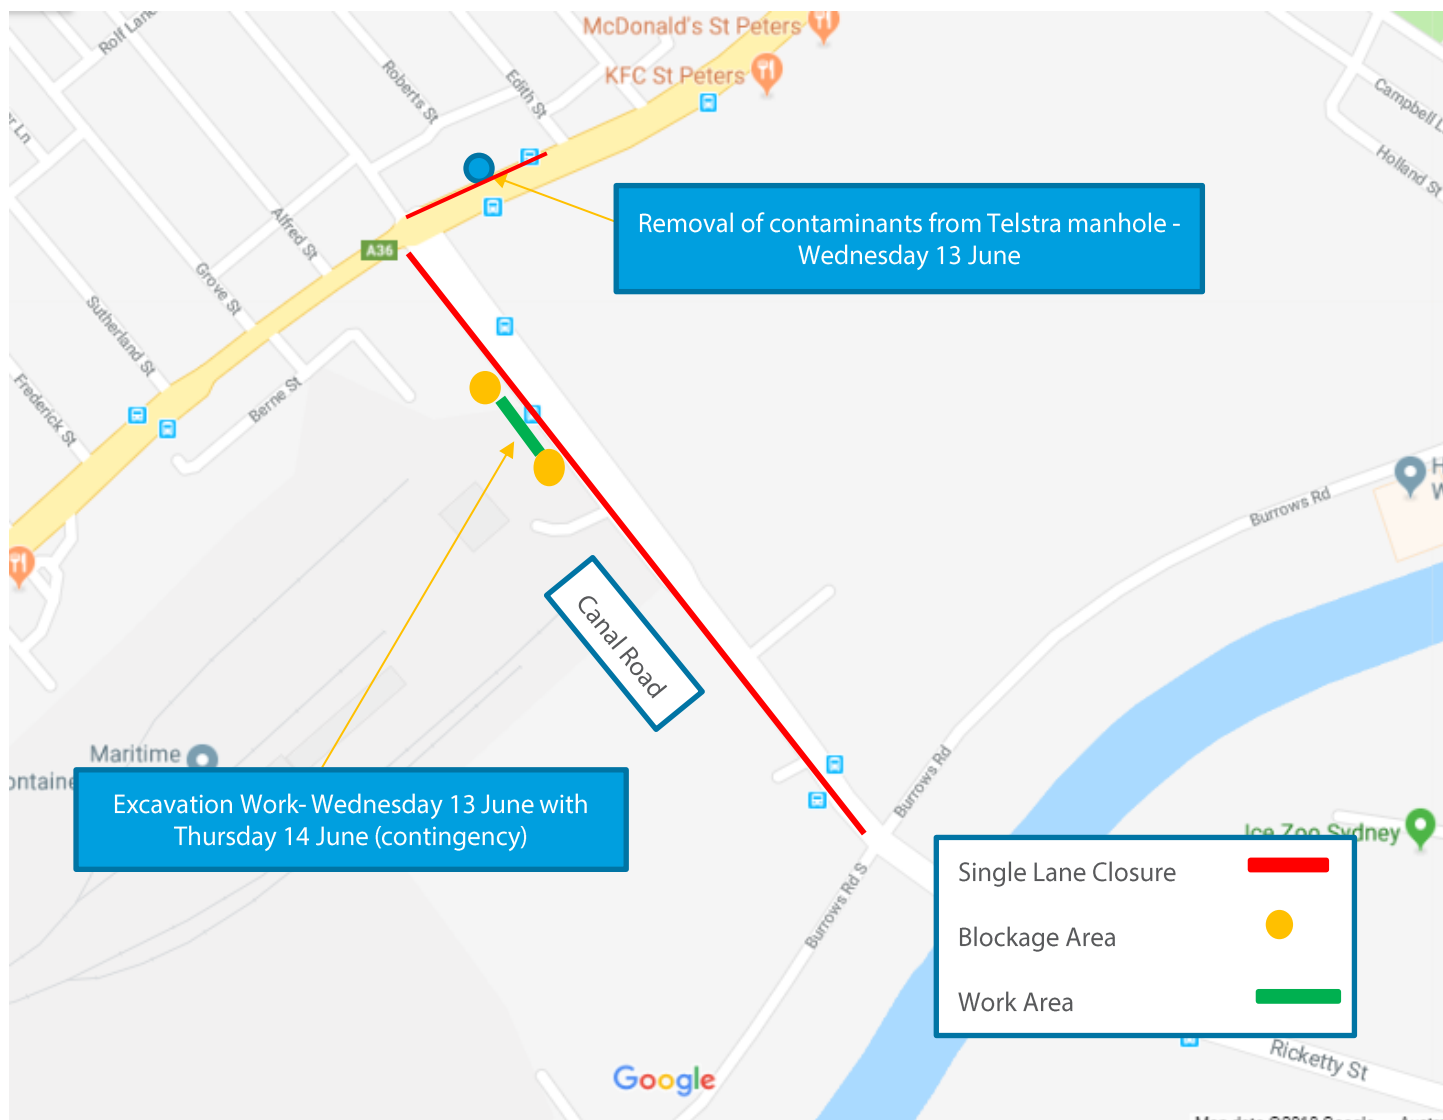 McDonald's St Peters
KFC St Peters
Rolf Lane
Roberts St
Edith St
Campbell
Holland St
Ln
Removal of contaminants from Telstra manhole -
Wednesday 13 June
A36
Alfred St
Grove St
Sutherland St
Frederick St
Berne St
Burrows Rd
Canal Road
Maritime
Burrows Rd
Excavation Work- Wednesday 13 June with
Thursday 14 June (contingency)
Ice Zoo Sydney
Burrows Rd S
Single Lane Closure
Blockage Area
Work Area
Ricketty St
Google